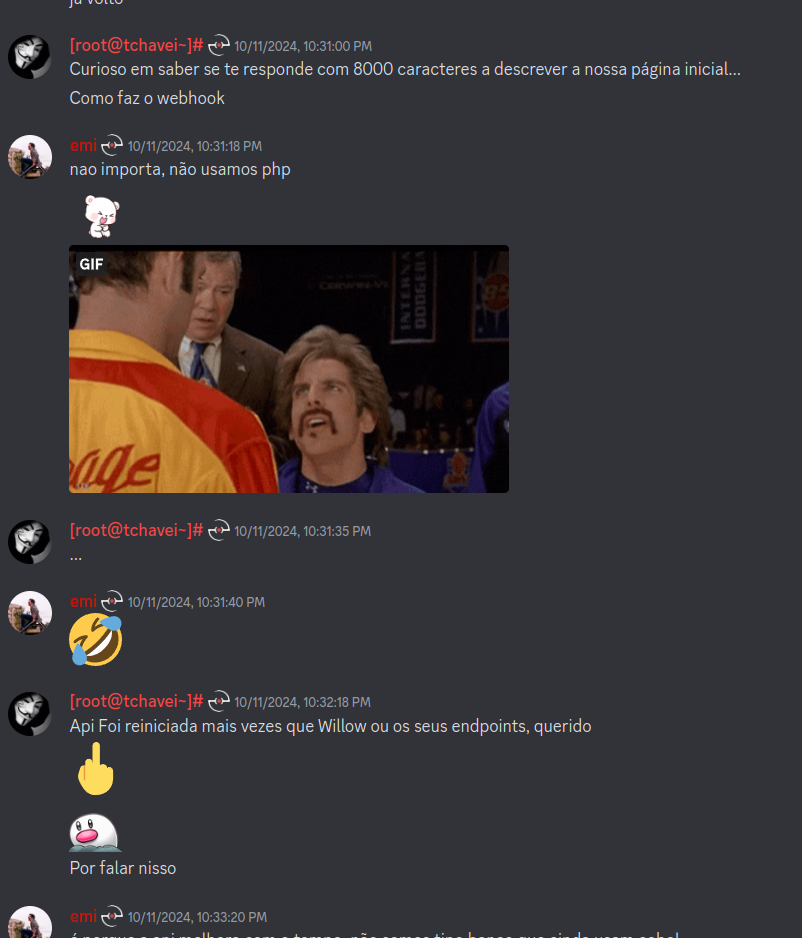 já volto
[root@tchavei~]# 10/11/2024, 10:31:00 PM
Curioso em saber se te responde com 8000 caracteres a descrever a nossa página inicial...
Como faz o webhook
emi 10/11/2024, 10:31:18 PM
nao importa, não usamos php
GIF
INTERNA
DODGEBA
[root@tchavei~]# 10/11/2024, 10:31:35 PM
...
emi 10/11/2024, 10:31:40 PM
[root@tchavei~]# 10/11/2024, 10:32:18 PM
Api Foi reiniciada mais vezes que Willow ou os seus endpoints, querido
Por falar nisso
emi 10/11/2024, 10:33:20 PM